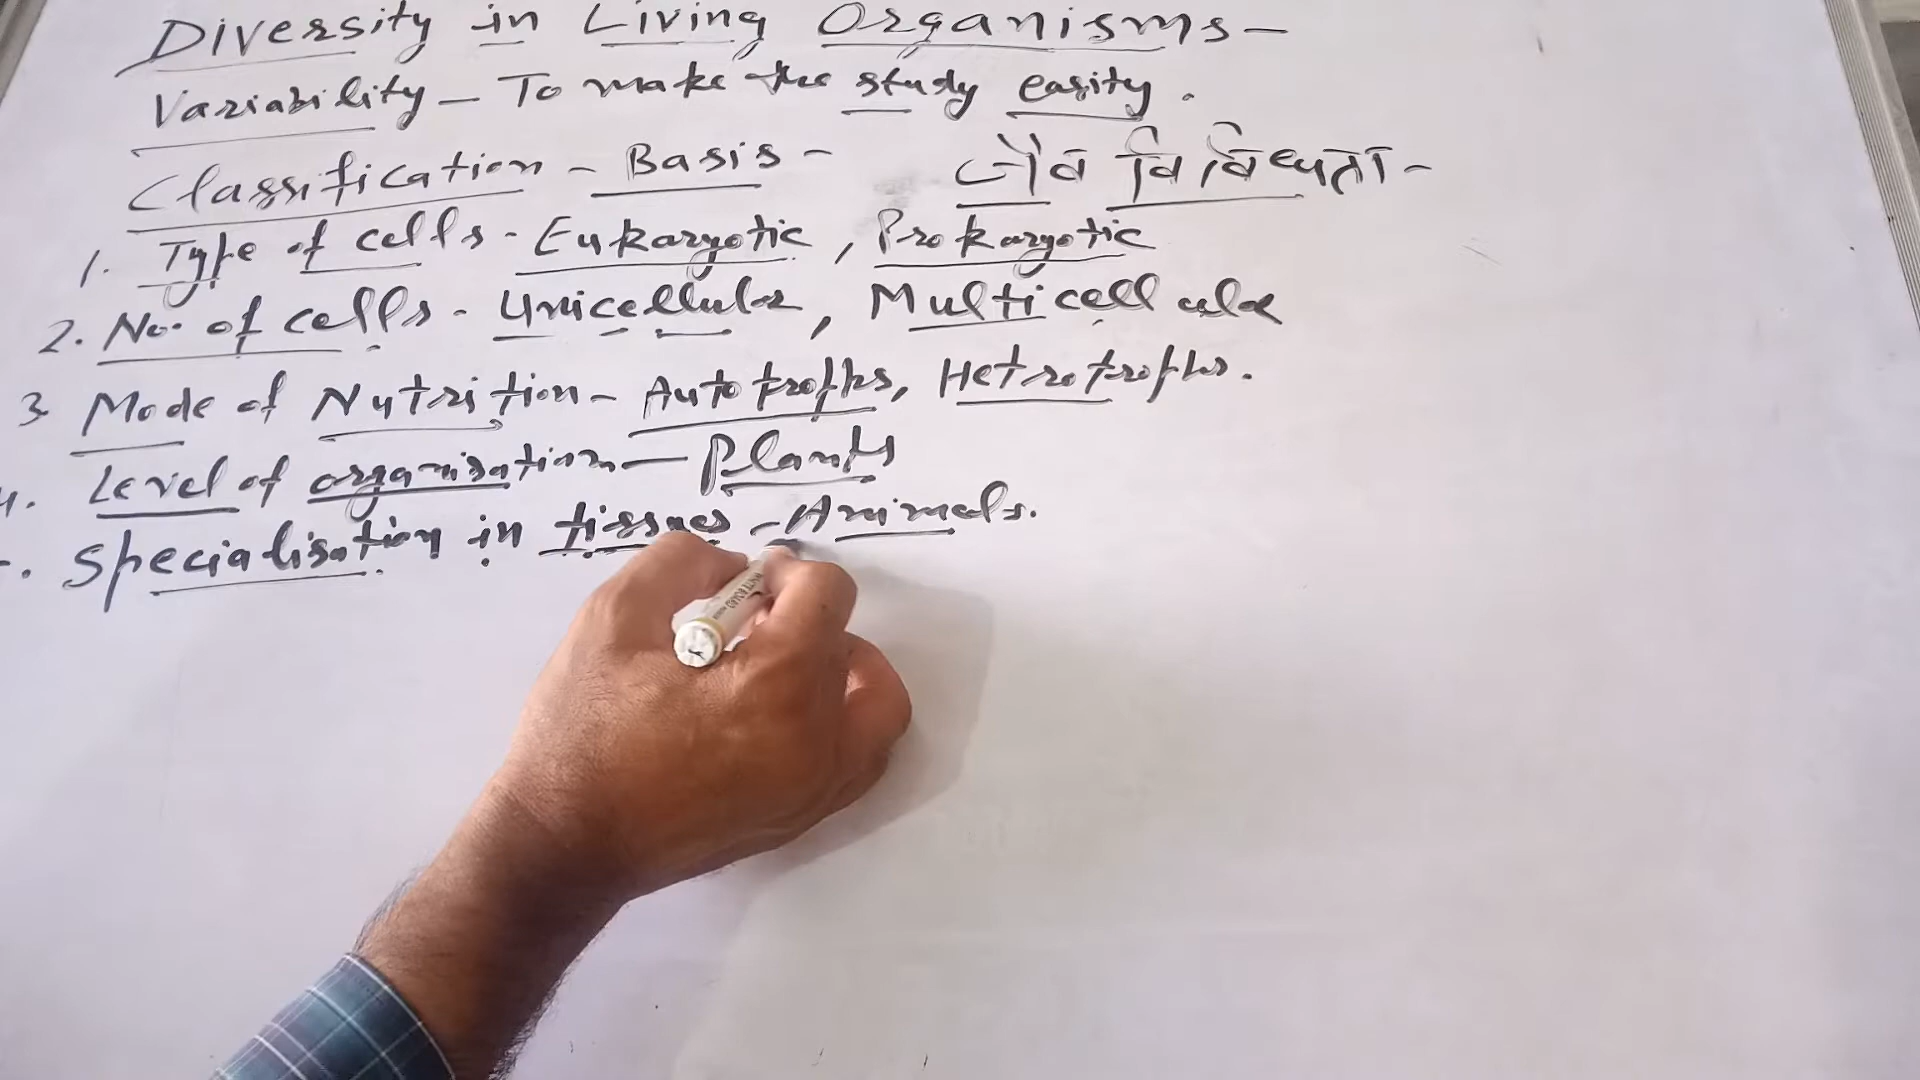 Diversity in Living Organisms -
Variability - To make the study easity.
Classification - Basis - जैव विविधता -
1. Type of cells - Eukaryotic, Prokaryotic
2. No. of cells - Unicellular, Multicellular
3 Mode of Nutrition - Autotrophs, Hetrotrophs.
4. Level of organisation - Plants
. Specialisation in tissues - Animals.